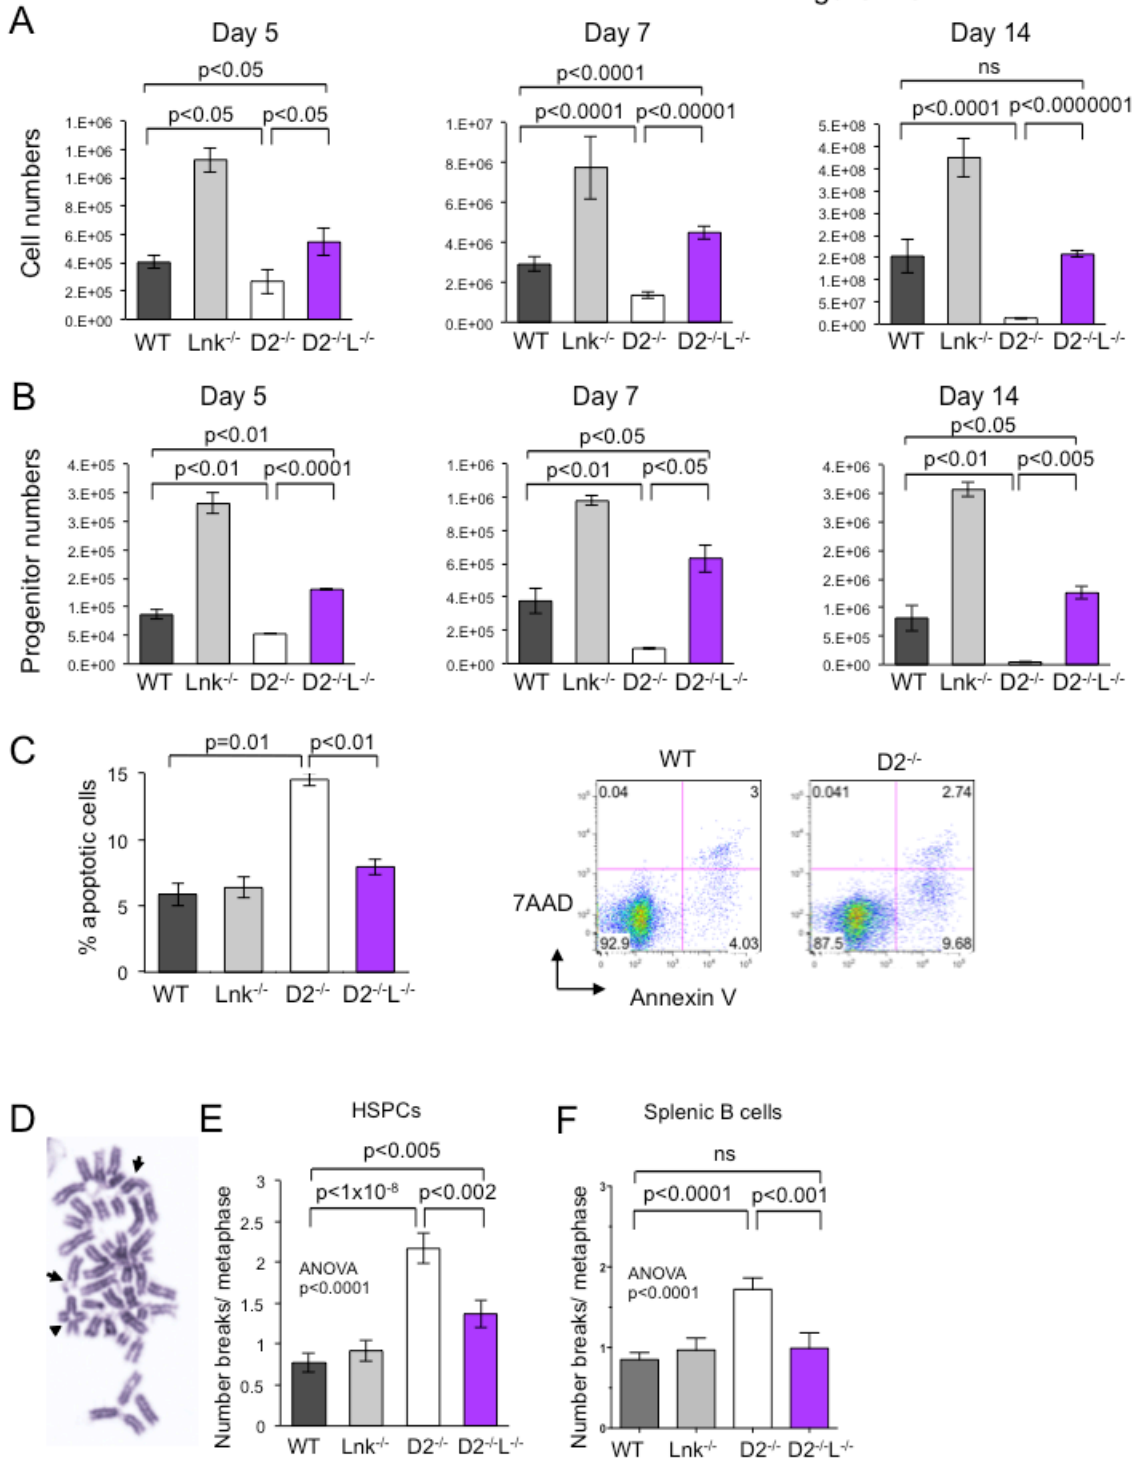 A
Day 5
Day 7
Day 14
p<0.05
p<0.05
p<0.05
p<0.0001
p<0.0001
p<0.00001
ns
p<0.0001
p<0.0000001
Cell numbers
1.E+06
1.E+06
1.E+06
8.E+05
6.E+05
4.E+05
2.E+05
0.E+00
WT Lnk-/- D2-/- D2-/-L-/-
1.E+07
8.E+06
6.E+06
4.E+06
2.E+06
0.E+00
WT Lnk-/- D2-/- D2-/-L-/-
5.E+08
4.E+08
4.E+08
3.E+08
3.E+08
2.E+08
2.E+08
1.E+08
5.E+07
0.E+00
WT Lnk-/- D2-/- D2-/-L-/-
B
Day 5
Day 7
Day 14
p<0.01
p<0.01
p<0.0001
p<0.05
p<0.01
p<0.05
p<0.05
p<0.01
p<0.005
Progenitor numbers
4.E+05
3.E+05
3.E+05
2.E+05
2.E+05
1.E+05
5.E+04
0.E+00
WT Lnk-/- D2-/- D2-/-L-/-
1.E+06
1.E+06
8.E+05
6.E+05
4.E+05
2.E+05
0.E+00
WT Lnk-/- D2-/- D2-/-L-/-
4.E+06
3.E+06
3.E+06
2.E+06
2.E+06
1.E+06
5.E+05
0.E+00
WT Lnk-/- D2-/- D2-/-L-/-
C
p=0.01
p<0.01
% apoptotic cells
15
10
5
0
WT Lnk-/- D2-/- D2-/-L-/-
WT
D2-/-
0.04 3
92.9 4.03
0.041 2.74
87.5 9.68
7AAD
Annexin V
D
E
HSPCs
p<0.005
p<1x10-8
p<0.002
ANOVA
p<0.0001
Number breaks/ metaphase
3
2.5
2
1.5
1
0.5
0
WT Lnk-/- D2-/- D2-/-L-/-
F
Splenic B cells
ns
p<0.0001
p<0.001
ANOVA
p<0.0001
Number breaks/ metaphase
3
2
1
0
WT Lnk-/- D2-/- D2-/-L-/-